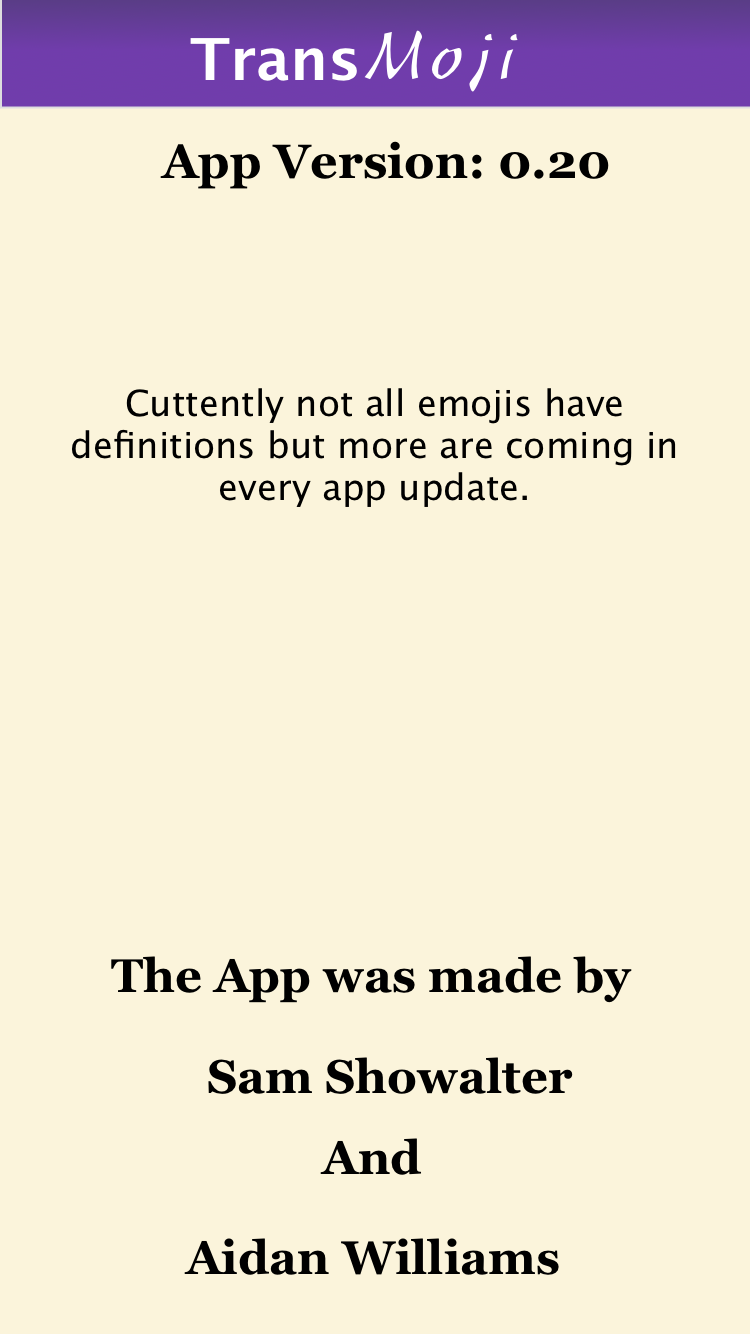 TransMoji
App Version: 0.20
Cuttently not all emojis have
definitions but more are coming in
every app update.
The App was made by
Sam Showalter
And
Aidan Williams